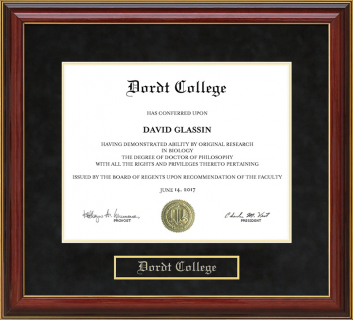 Dordt College
HAS CONFERRED UPON
DAVID GLASSIN
HAVING DEMONSTRATED ABILITY BY ORIGINAL RESEARCH
IN BIOLOGY
THE DEGREE OF DOCTOR OF PHILOSOPHY
WITH ALL THE RIGHTS AND PRIVILEGES THERETO PERTAINING
ISSUED BY THE BOARD OF REGENTS UPON RECOMMENDATION OF THE FACULTY
JUNE 14, 2017
PROVOST
PRESIDENT
Dordt College